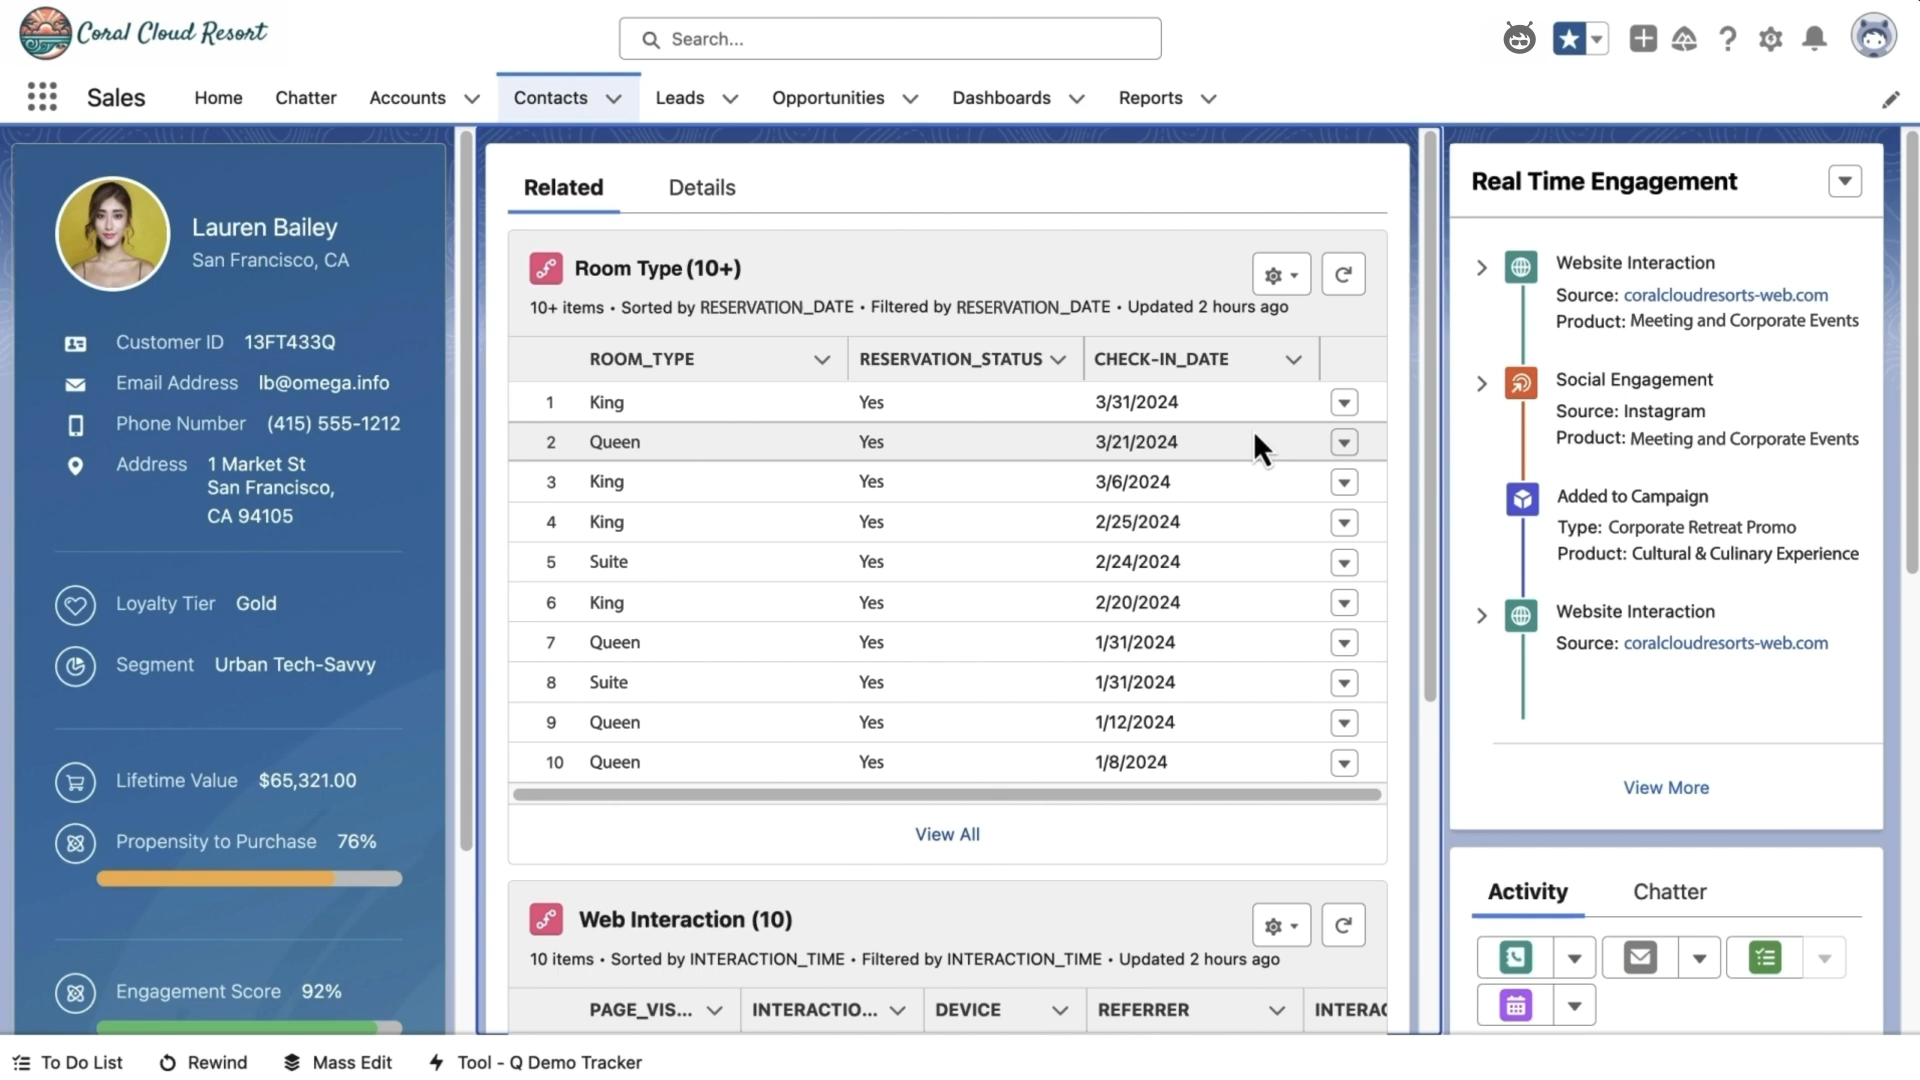 Coral Cloud Resort
Search...
Sales
Home
Chatter
Accounts
Contacts
Leads
Opportunities
Dashboards
Reports
Lauren Bailey
San Francisco, CA
Customer ID 13FT433Q
Email Address lb@omega.info
Phone Number (415) 555-1212
Address 1 Market St
San Francisco,
CA 94105
Loyalty Tier Gold
Segment Urban Tech-Savvy
Lifetime Value $65,321.00
Propensity to Purchase 76%
Engagement Score 92%
Related
Details
Room Type (10+)
10+ items • Sorted by RESERVATION_DATE • Filtered by RESERVATION_DATE • Updated 2 hours ago
ROOM_TYPE RESERVATION_STATUS CHECK-IN_DATE
1 King Yes 3/31/2024
2 Queen Yes 3/21/2024
3 King Yes 3/6/2024
4 King Yes 2/25/2024
5 Suite Yes 2/24/2024
6 King Yes 2/20/2024
7 Queen Yes 1/31/2024
8 Suite Yes 1/31/2024
9 Queen Yes 1/12/2024
10 Queen Yes 1/8/2024
View All
Web Interaction (10)
10 items • Sorted by INTERACTION_TIME • Filtered by INTERACTION_TIME • Updated 2 hours ago
PAGE_VIS... INTERACTIO... DEVICE REFERRER INTERAC
Real Time Engagement
Website Interaction
Source: coralcloudresorts-web.com
Product: Meeting and Corporate Events
Social Engagement
Source: Instagram
Product: Meeting and Corporate Events
Added to Campaign
Type: Corporate Retreat Promo
Product: Cultural & Culinary Experience
Website Interaction
Source: coralcloudresorts-web.com
View More
Activity
Chatter
To Do List
Rewind
Mass Edit
Tool - Q Demo Tracker